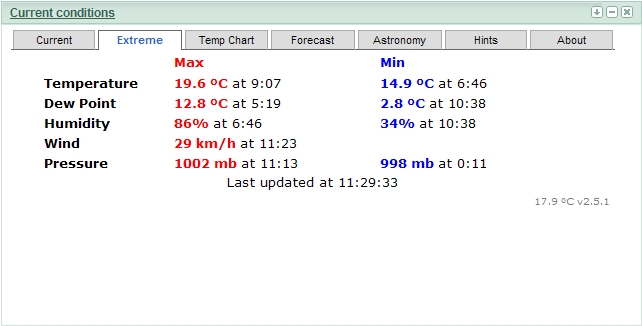 Current conditions
Current Extreme Temp Chart Forecast Astronomy Hints About
Max Min
Temperature 19.6 ºC at 9:07 14.9 ºC at 6:46
Dew Point 12.8 ºC at 5:19 2.8 ºC at 10:38
Humidity 86% at 6:46 34% at 10:38
Wind 29 km/h at 11:23
Pressure 1002 mb at 11:13 998 mb at 0:11
Last updated at 11:29:33
17.9 ºC v2.5.1